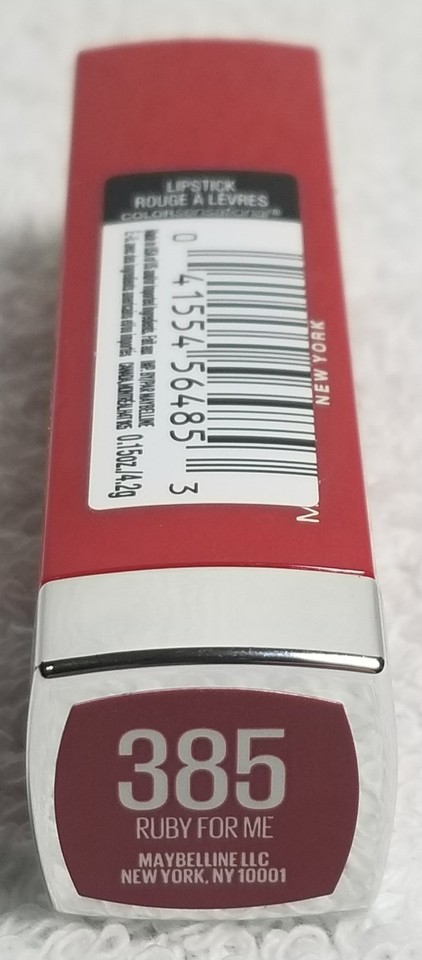 LIPSTICK
ROUGE À LÈVRES
COLORsensational®
0 41554 56485 3
0.15oz./4.2g
NEW YORK
M
385
RUBY FOR ME
MAYBELLINE LLC
NEW YORK, NY 10001